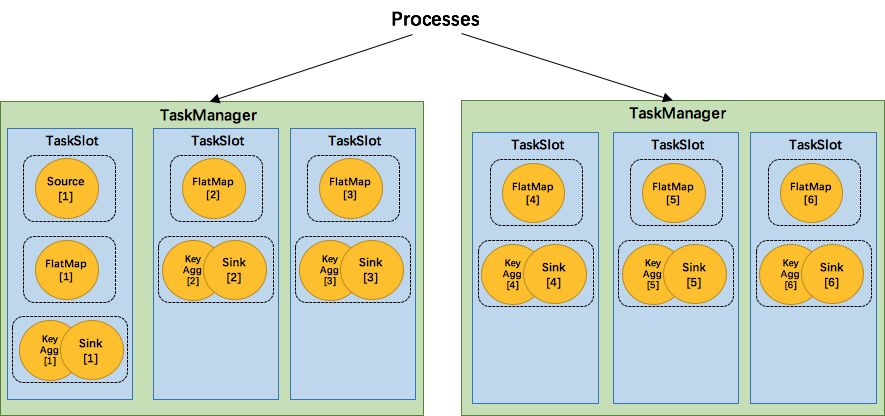 Processes
TaskManager
TaskSlot
Source
[1]
FlatMap
[1]
Key
Agg
[1]
Sink
[1]
TaskSlot
FlatMap
[2]
Key
Agg
[2]
Sink
[2]
TaskSlot
FlatMap
[3]
Key
Agg
[3]
Sink
[3]
TaskManager
TaskSlot
FlatMap
[4]
Key
Agg
[4]
Sink
[4]
TaskSlot
FlatMap
[5]
Key
Agg
[5]
Sink
[5]
TaskSlot
FlatMap
[6]
Key
Agg
[6]
Sink
[6]